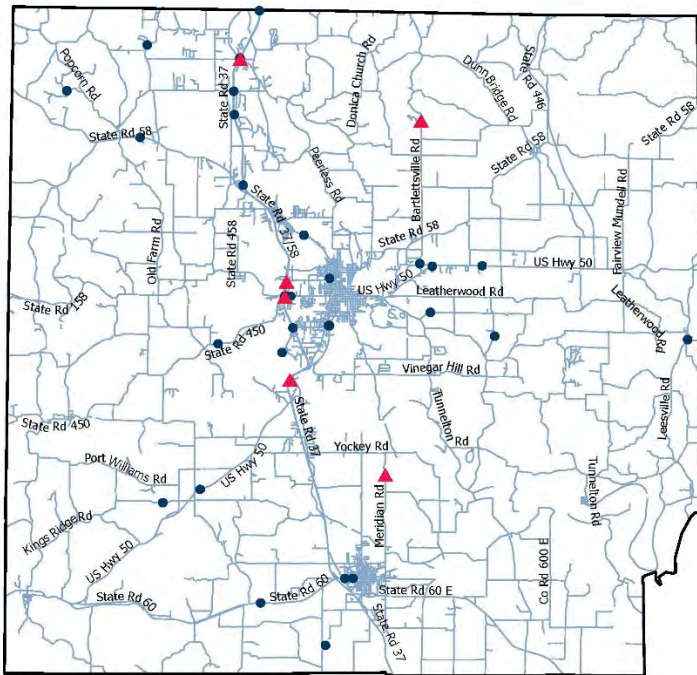 Popcorn Rd
State Rd 37
Donica Church Rd
Dunn Bridge Rd
State Rd 446
State Rd 58
State Rd 58
Peerless Rd
Bartlettsville Rd
State Rd 58
Old Farm Rd
State Rd 458
State Rd 37/58
State Rd 58
Fairview Mundell Rd
US Hwy 50
US Hwy 50
Leatherwood Rd
Leatherwood Rd
State Rd 158
State Rd 450
Vinegar Hill Rd
Tunnelton Rd
Leesville Rd
State Rd 450
State Rd 37
Yockey Rd
Port Williams Rd
US Hwy 50
Tunnelton Rd
Kings Ridge Rd
Meridian Rd
US Hwy 50
Co Rd 600 E
State Rd 60
State Rd 60
State Rd 60 E
State Rd 37